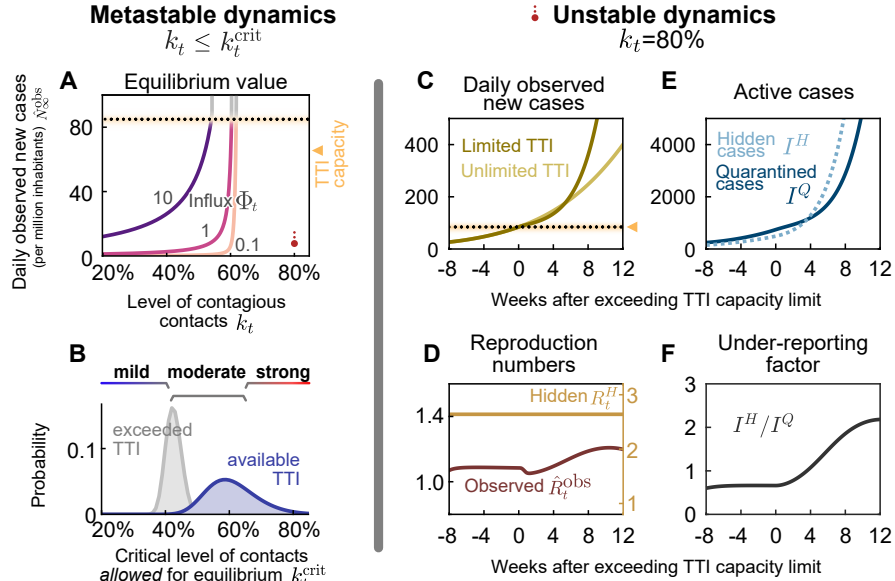 Metastable dynamics
k_t ≤ k_t^crit
Unstable dynamics
k_t=80%
A
Equilibrium value
Daily observed new cases N̂_∞^obs
(per million inhabitants)
80
40
0
10
Influx Φ_t
1
0.1
TTI
capacity
20% 40% 60% 80%
Level of contagious
contacts k_t
B
mild moderate strong
Probability
0.1
0
exceeded
TTI
available
TTI
20% 40% 60% 80%
Critical level of contacts
allowed for equilibrium k_t^crit
C
Daily observed
new cases
400
200
0
Limited TTI
Unlimited TTI
-8 -4 0 4 8 12
E
Active cases
4000
2000
0
Hidden
cases I^H
Quarantined
cases I^Q
-8 -4 0 4 8 12
Weeks after exceeding TTI capacity limit
D
Reproduction
numbers
1.4
1.0
Hidden R_t^H
Observed R̂_t^obs
3
2
1
-8 -4 0 4 8 12
F
Under-reporting
factor
3
2
1
0
I^H/I^Q
-8 -4 0 4 8 12
Weeks after exceeding TTI capacity limit